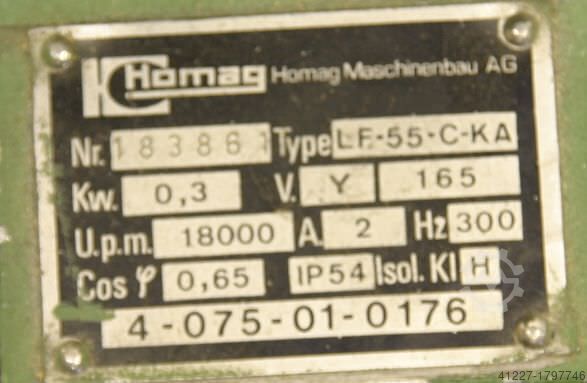 Homag Homag Maschinenbau AG
Nr. 183861 Type LF-55-C-KA
Kw. 0,3 V. Y 165
U.p.m. 18000 A. 2 Hz 300
Cos φ 0,65 IP54 Isol. Kl H
4-075-01-0176
41227-1797746